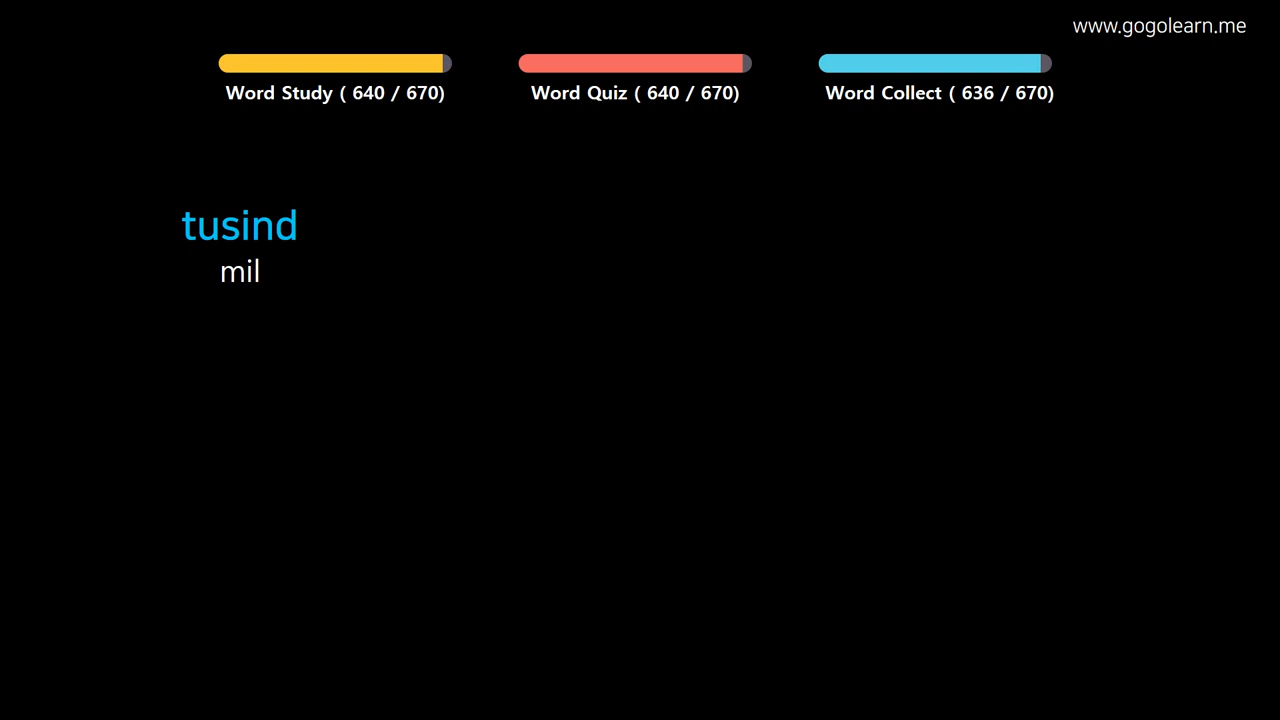 www.gogolearn.me
Word Study ( 640 / 670)
Word Quiz ( 640 / 670)
Word Collect ( 636 / 670)
tusind
mil